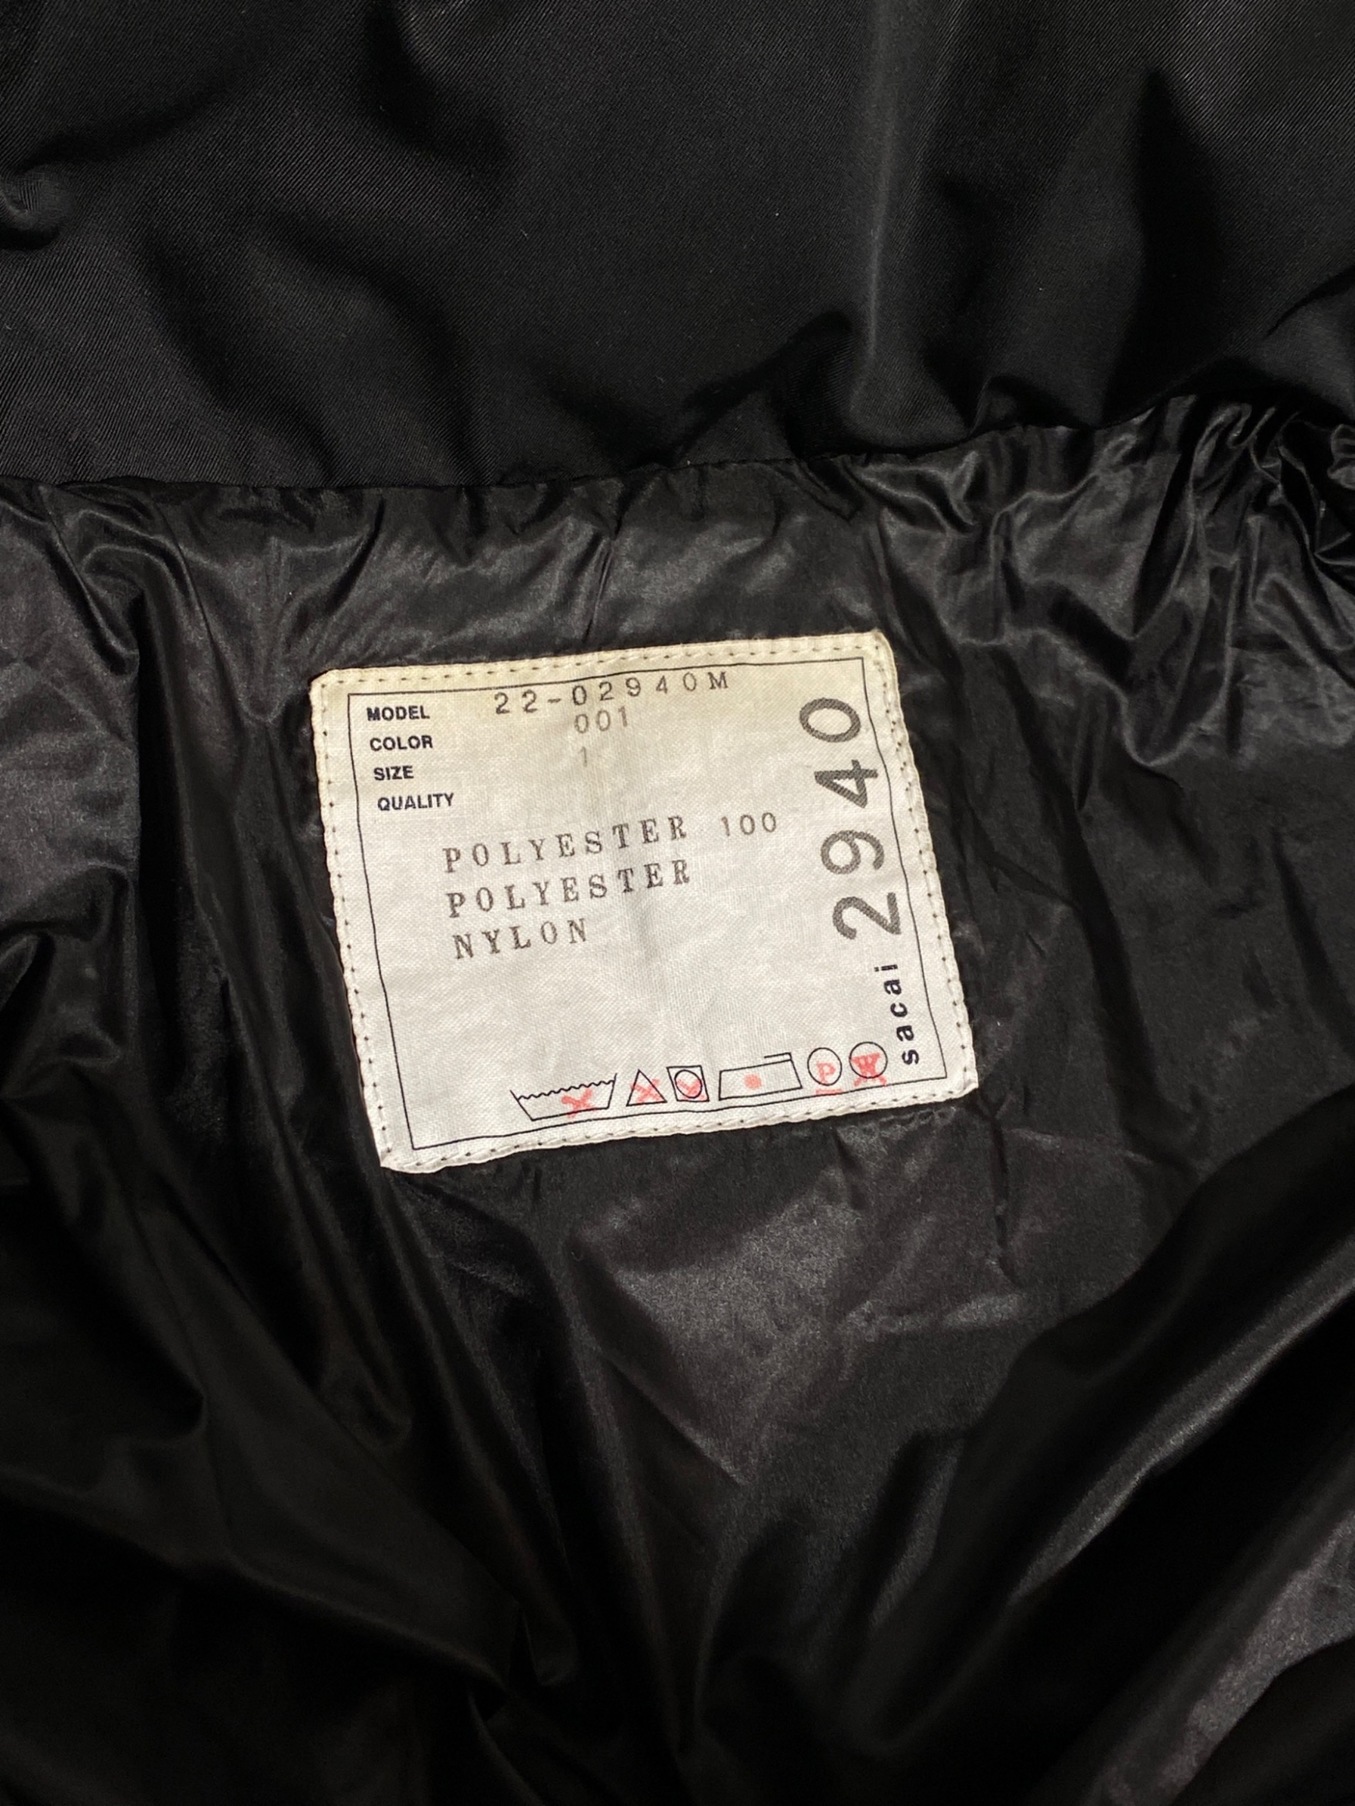 MODEL 22-02940M
COLOR 001
SIZE 1
QUALITY
POLYESTER 100
POLYESTER
NYLON
P W
sacai 2940